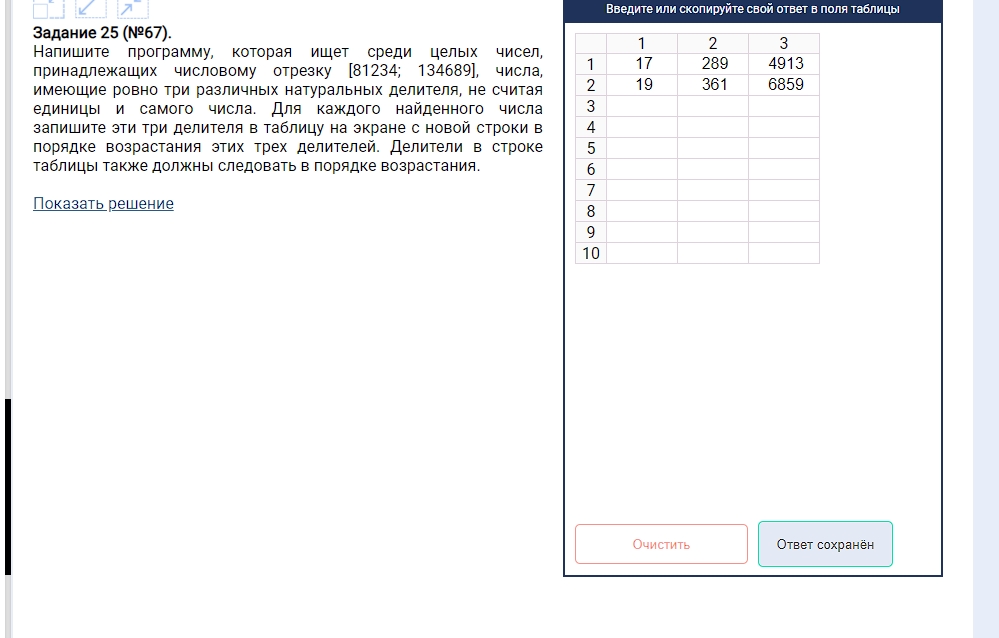 Задание 25 (№67).
Напишите программу, которая ищет среди целых чисел,
принадлежащих числовому отрезку [81234; 134689], числа,
имеющие ровно три различных натуральных делителя, не считая
единицы и самого числа. Для каждого найденного числа
запишите эти три делителя в таблицу на экране с новой строки в
порядке возрастания этих трех делителей. Делители в строке
таблицы также должны следовать в порядке возрастания.
Показать решение
Введите или скопируйте свой ответ в поля таблицы
1 2 3
1 17 289 4913
2 19 361 6859
3
4
5
6
7
8
9
10
Очистить
Ответ сохранён